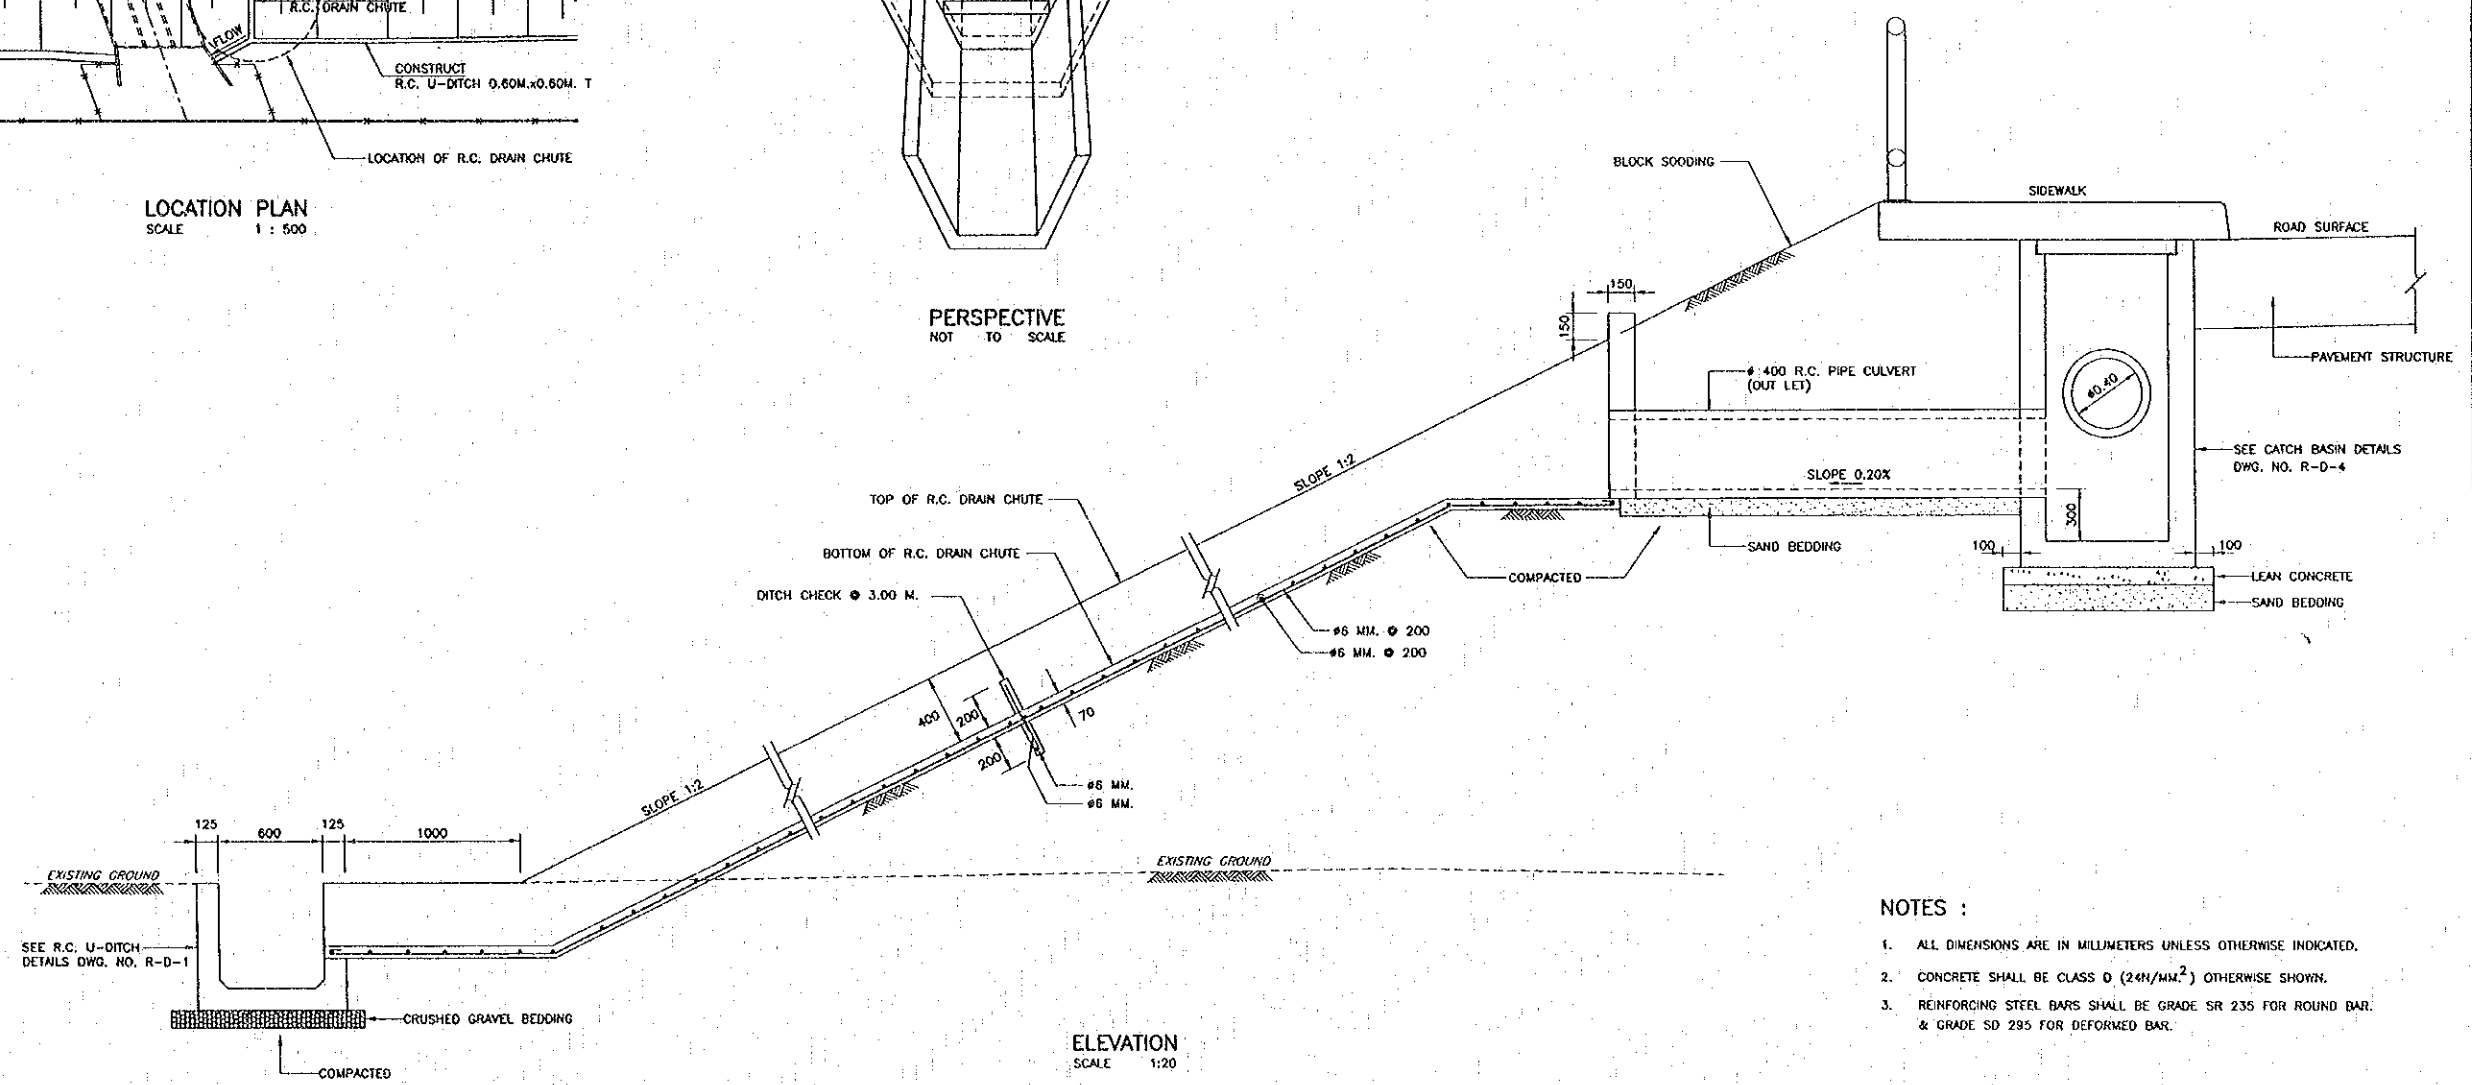 R.C. DRAIN CHUTE
FLOW
CONSTRUCT
R.C. U-DITCH 0.60M.x0.60M. T
LOCATION OF R.C. DRAIN CHUTE
LOCATION PLAN
SCALE 1 : 500
PERSPECTIVE
NOT TO SCALE
BLOCK SOODING
SIDEWALK
ROAD SURFACE
150
150
PAVEMENT STRUCTURE
ø 400 R.C. PIPE CULVERT
(OUT LET)
ø0.40
SEE CATCH BASIN DETAILS
DWG. NO. R-D-4
SLOPE 1:2
SLOPE 0.20%
300
TOP OF R.C. DRAIN CHUTE
BOTTOM OF R.C. DRAIN CHUTE
SAND BEDDING
100
100
COMPACTED
LEAN CONCRETE
SAND BEDDING
DITCH CHECK @ 3.00 M.
ø6 MM. @ 200
ø6 MM. @ 200
400
200
70
200
ø6 MM.
ø6 MM.
SLOPE 1:2
125
600
125
1000
EXISTING GROUND
EXISTING GROUND
SEE R.C. U-DITCH
DETAILS DWG. NO. R-D-1
CRUSHED GRAVEL BEDDING
COMPACTED
ELEVATION
SCALE 1:20
NOTES :
1. ALL DIMENSIONS ARE IN MILLIMETERS UNLESS OTHERWISE INDICATED.
2. CONCRETE SHALL BE CLASS D (24N/MM.²) OTHERWISE SHOWN.
3. REINFORCING STEEL BARS SHALL BE GRADE SR 235 FOR ROUND BAR.
& GRADE SD 295 FOR DEFORMED BAR.